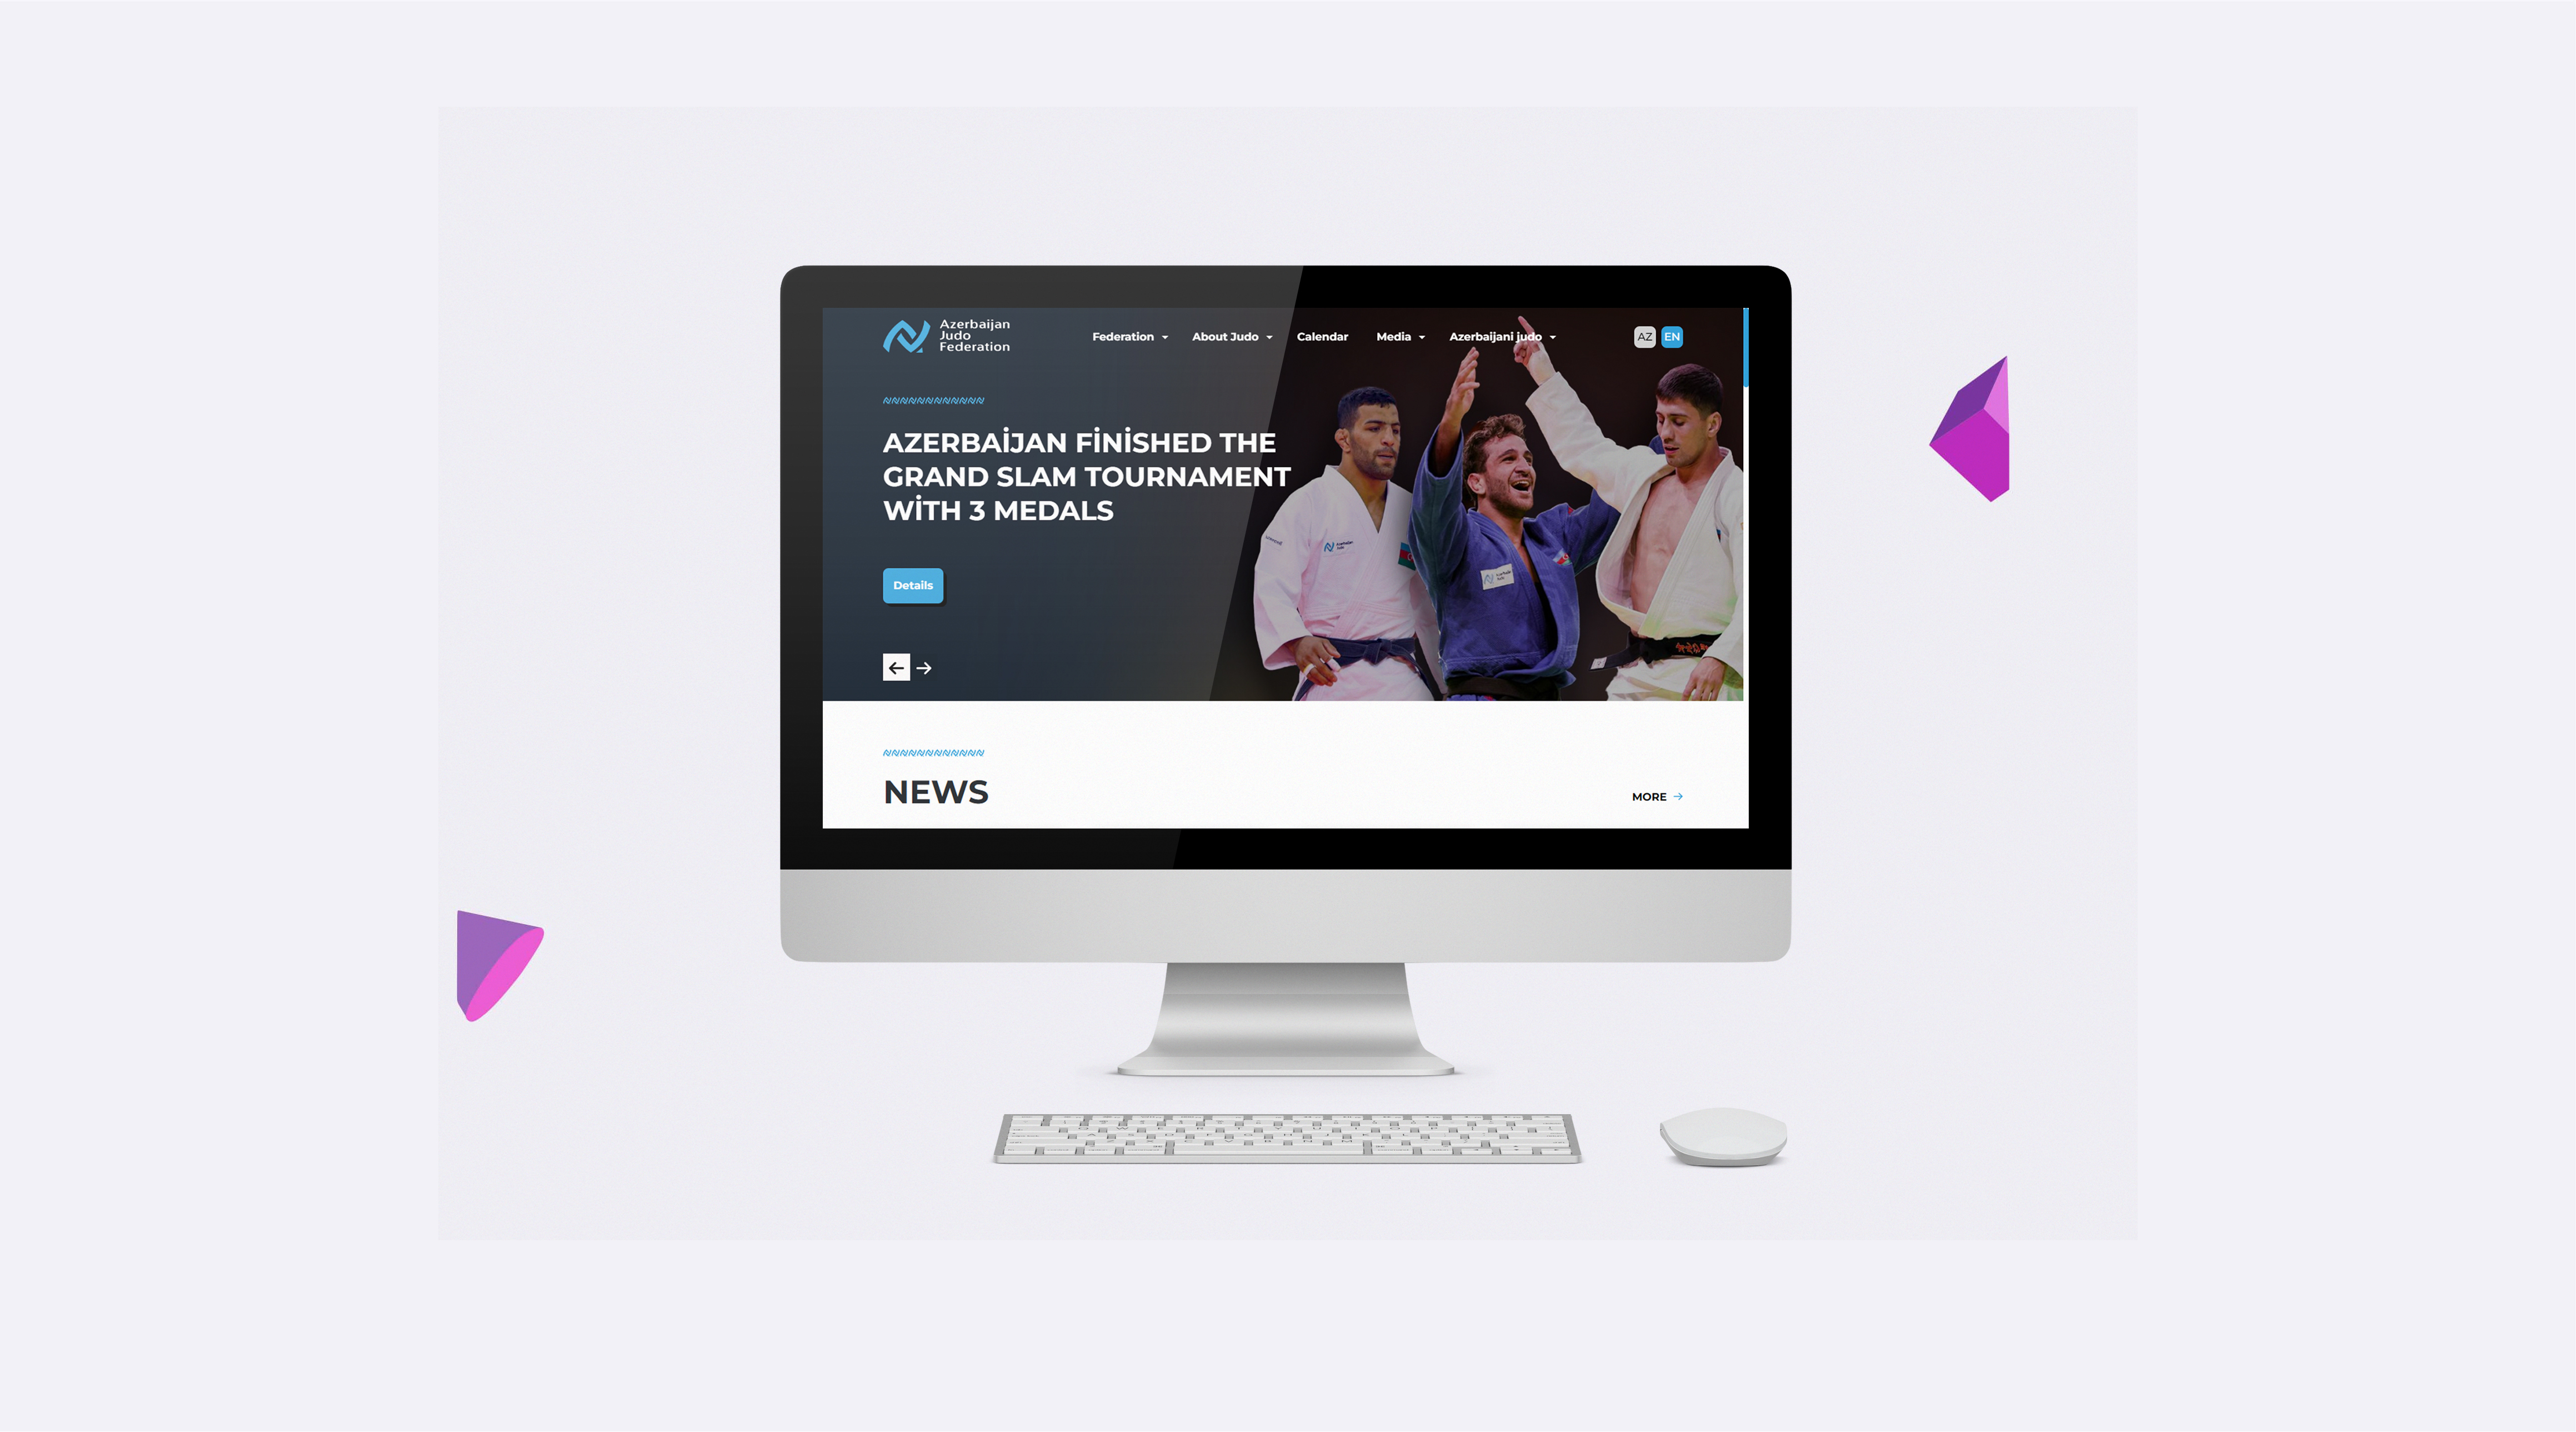 Azerbaijan
Judo
Federation
Federation
About Judo
Calendar
Media
Azerbaijani judo
AZ
EN
AZERBAİJAN FİNİSHED THE
GRAND SLAM TOURNAMENT
WİTH 3 MEDALS
Details
NEWS
MORE